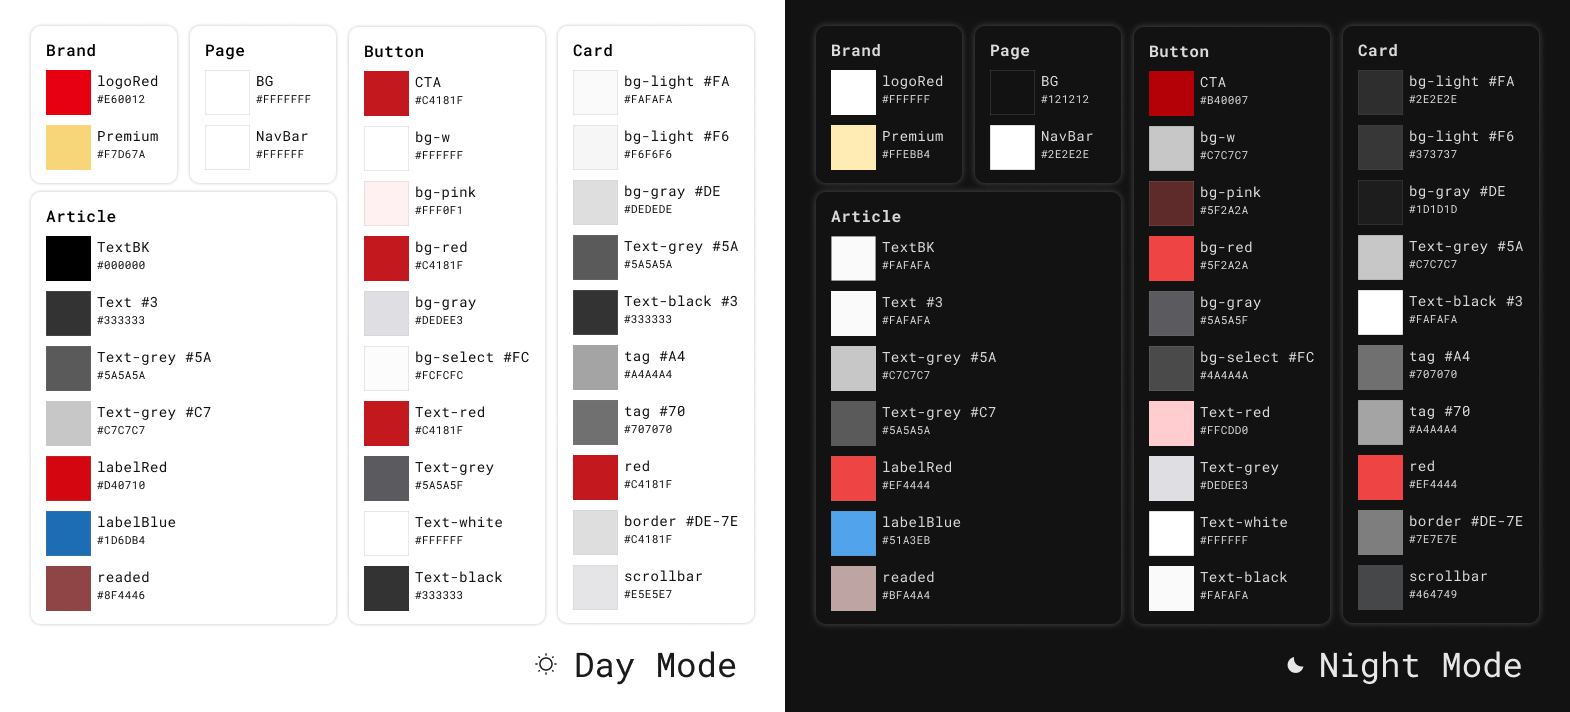 Brand
logoRed
#E60012
Premium
#F7D67A
Page
BG
#FFFFFFF
NavBar
#FFFFFF
Article
TextBK
#000000
Text #3
#333333
Text-grey #5A
#5A5A5A
Text-grey #C7
#C7C7C7
labelRed
#D40710
labelBlue
#1D6DB4
readed
#8F4446
Button
CTA
#C4181F
bg-w
#FFFFFF
bg-pink
#FFF0F1
bg-red
#C4181F
bg-gray
#DEDEE3
bg-select #FC
#FCFCFC
Text-red
#C4181F
Text-grey
#5A5A5F
Text-white
#FFFFFF
Text-black
#333333
Card
bg-light #FA
#FAFAFA
bg-light #F6
#F6F6F6
bg-gray #DE
#DEDEDE
Text-grey #5A
#5A5A5A
Text-black #3
#333333
tag #A4
#A4A4A4
tag #70
#707070
red
#C4181F
border #DE-7E
#C4181F
scrollbar
#E5E5E7
Day Mode
Brand
logoRed
#FFFFFF
Premium
#FFEBB4
Page
BG
#121212
NavBar
#2E2E2E
Article
TextBK
#FAFAFA
Text #3
#FAFAFA
Text-grey #5A
#C7C7C7
Text-grey #C7
#5A5A5A
labelRed
#EF4444
labelBlue
#51A3EB
readed
#BFA4A4
Button
CTA
#B40007
bg-w
#C7C7C7
bg-pink
#5F2A2A
bg-red
#5F2A2A
bg-gray
#5A5A5F
bg-select #FC
#4A4A4A
Text-red
#FFCDD0
Text-grey
#DEDEE3
Text-white
#FFFFFF
Text-black
#FAFAFA
Card
bg-light #FA
#2E2E2E
bg-light #F6
#373737
bg-gray #DE
#1D1D1D
Text-grey #5A
#C7C7C7
Text-black #3
#FAFAFA
tag #A4
#707070
tag #70
#A4A4A4
red
#EF4444
border #DE-7E
#7E7E7E
scrollbar
#464749
Night Mode